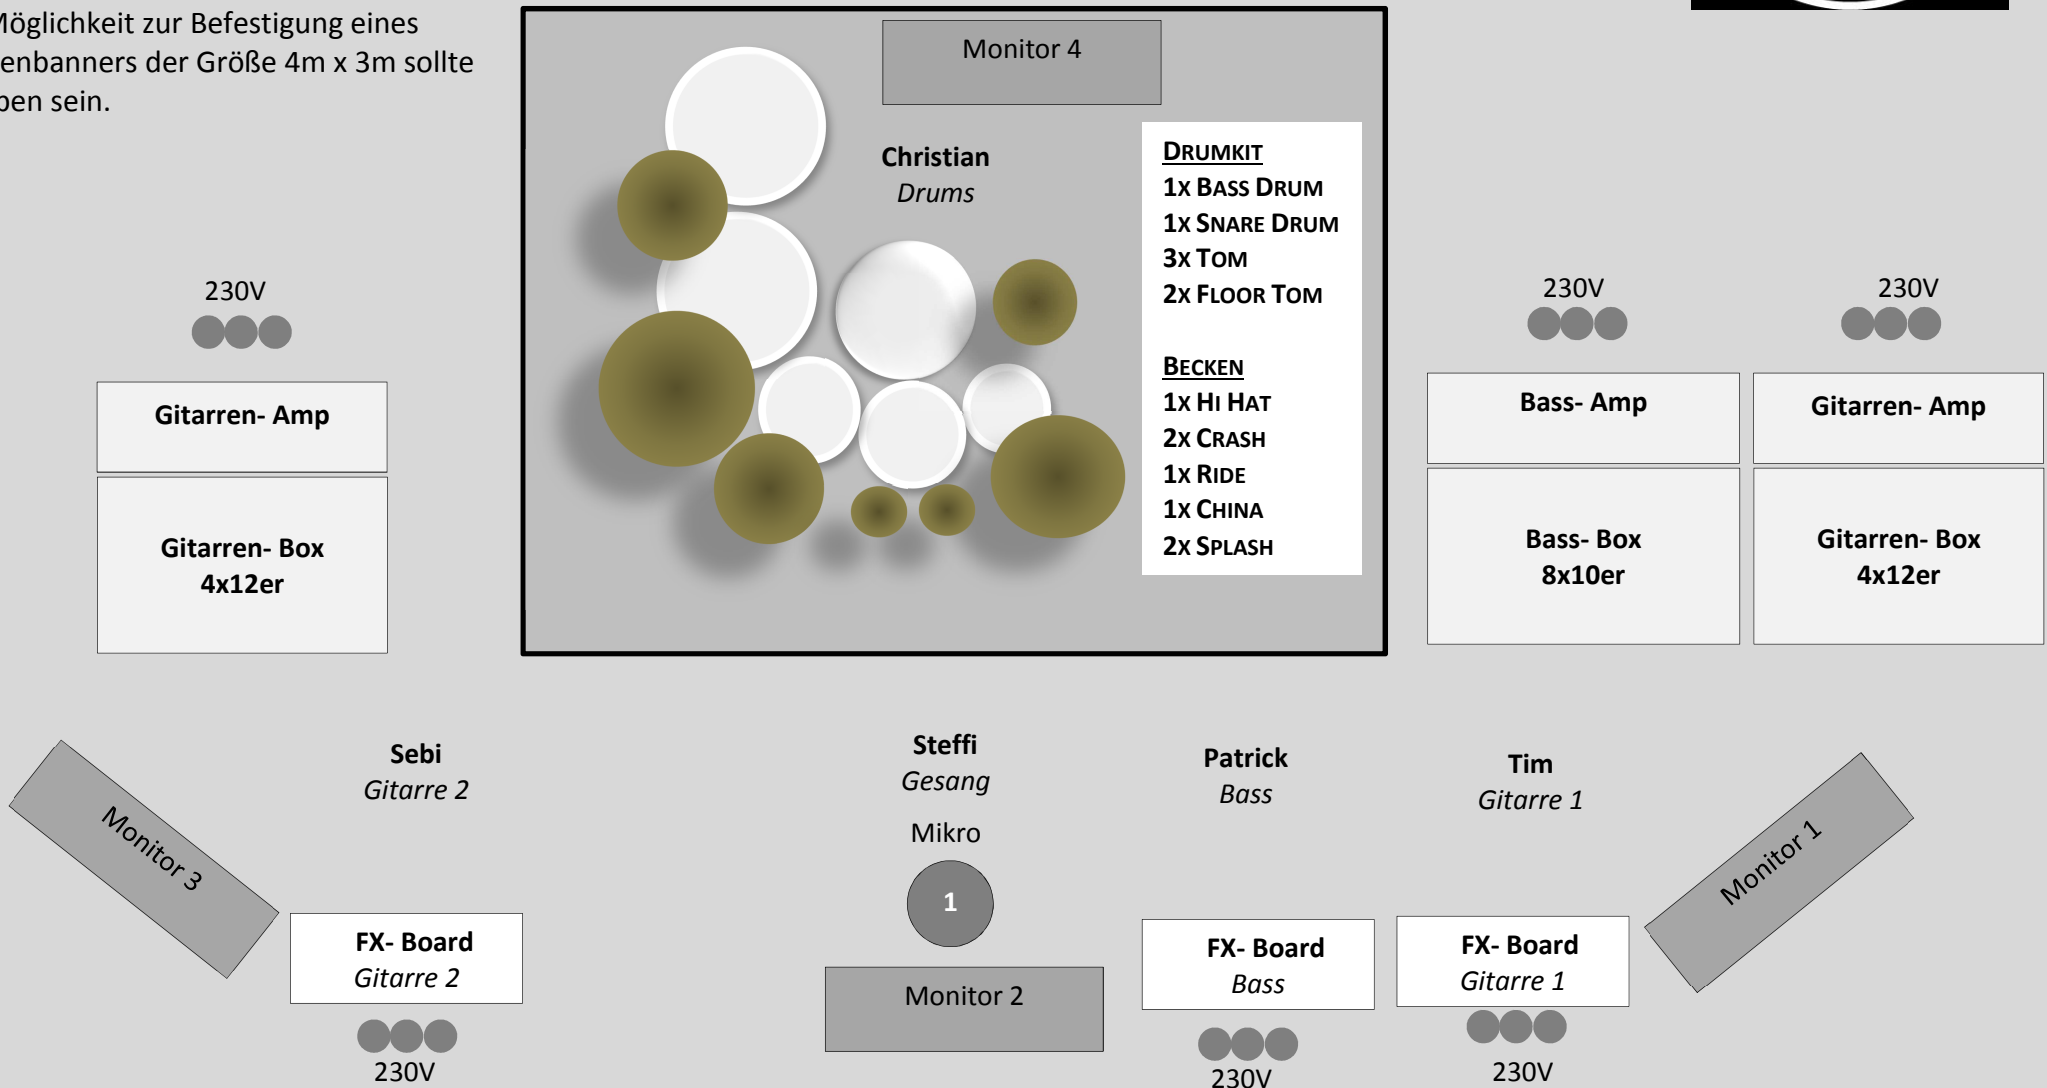 Möglichkeit zur Befestigung eines
der Größe 4m x 3m sollte
sein.
Monitor 4
Christian
Drums
DRUMKIT
1X BASS DRUM
1X SNARE DRUM
3X TOM
2X FLOOR TOM
BECKEN
1X HI HAT
2X CRASH
1X RIDE
1X CHINA
2X SPLASH
230V
Gitarren- Amp
Gitarren- Box
4x12er
230V
Bass- Amp
Bass- Box
8x10er
230V
Gitarren- Amp
Gitarren- Box
4x12er
Monitor 3
Sebi
Gitarre 2
FX- Board
Gitarre 2
230V
Steffi
Gesang
Mikro
1
Monitor 2
Patrick
Bass
FX- Board
Bass
230V
Tim
Gitarre 1
FX- Board
Gitarre 1
230V
Monitor 1